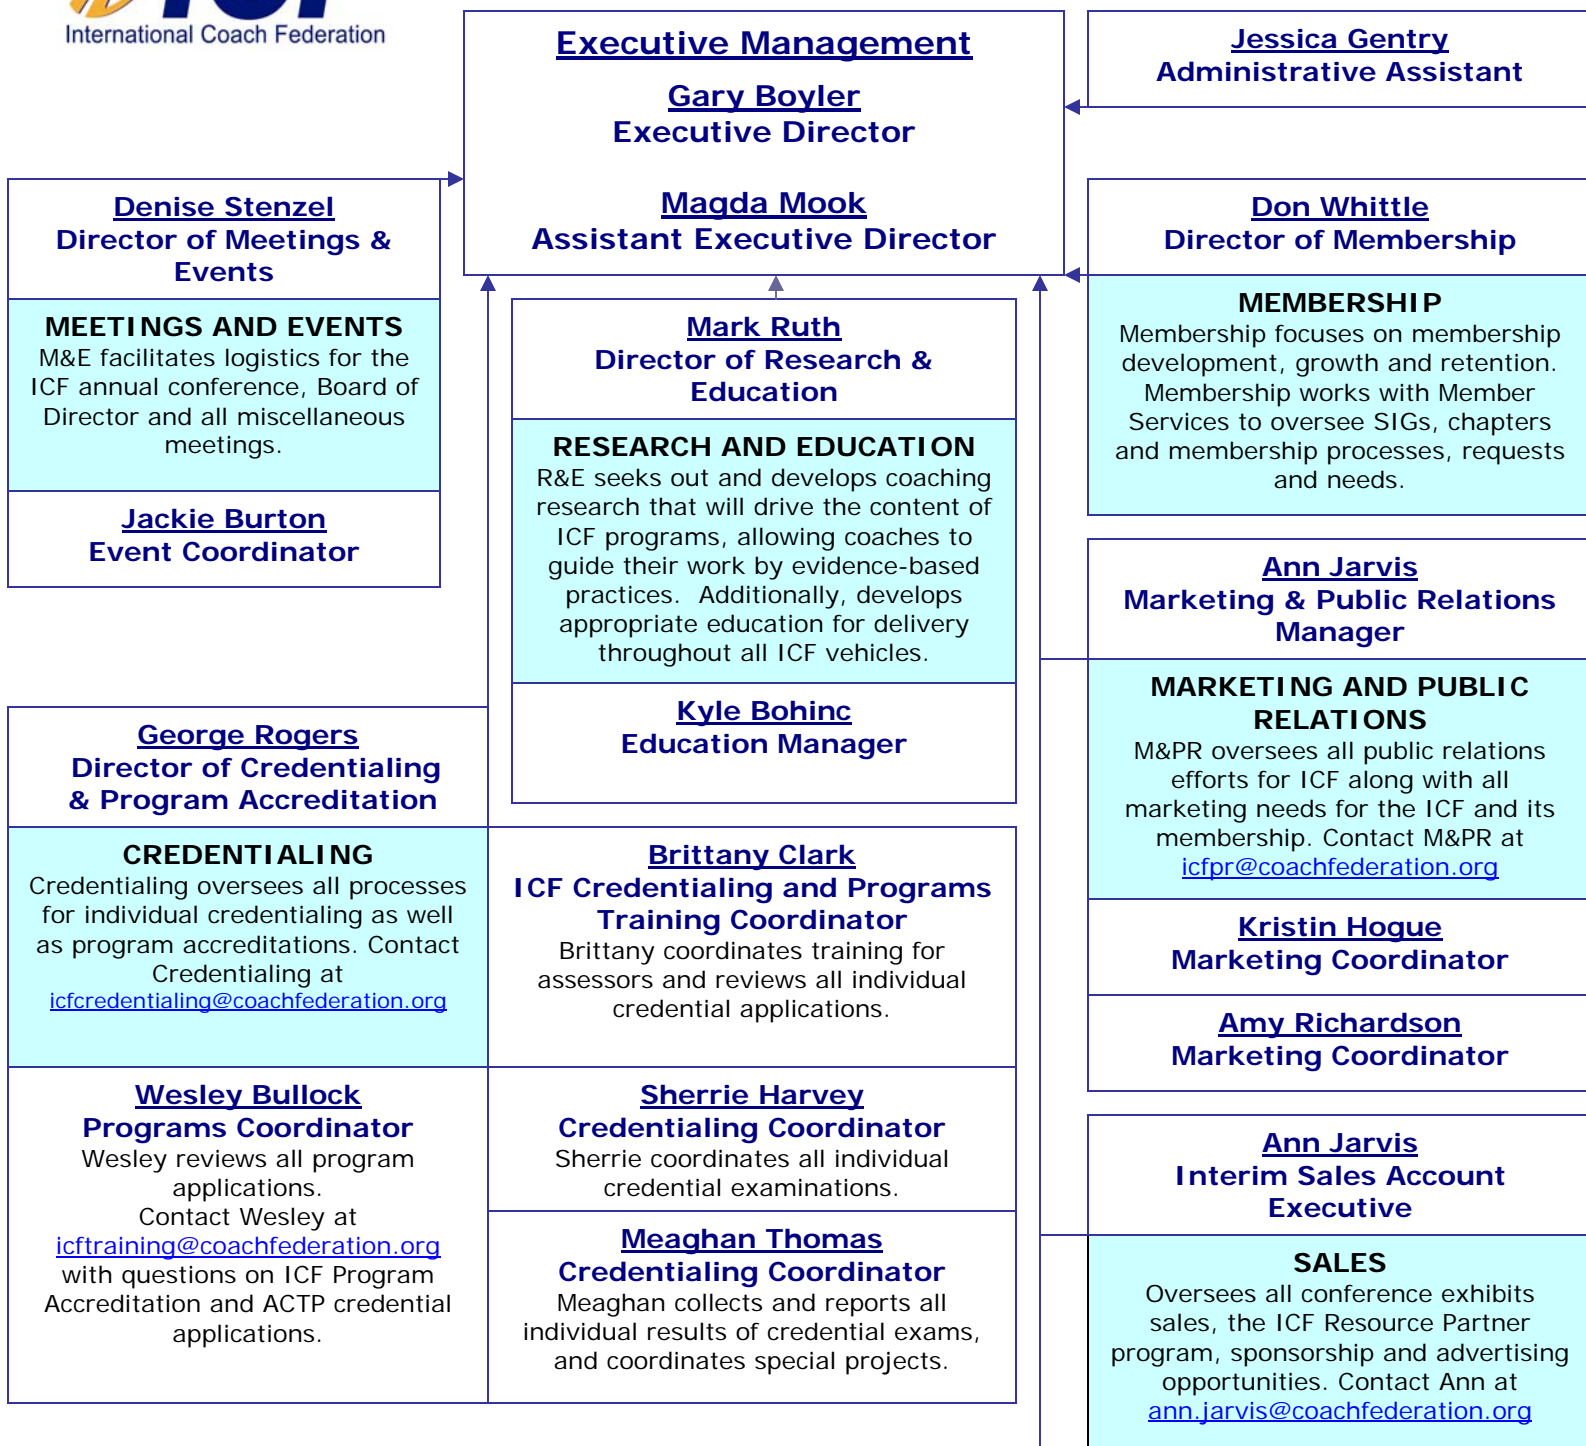 ICF
International Coach Federation
Executive Management
Gary Boyler
Executive Director
Magda Mook
Assistant Executive Director
Jessica Gentry
Administrative Assistant
Denise Stenzel
Director of Meetings &
Events
MEETINGS AND EVENTS
M&E facilitates logistics for the
ICF annual conference, Board of
Director and all miscellaneous
meetings.
Jackie Burton
Event Coordinator
Mark Ruth
Director of Research &
Education
RESEARCH AND EDUCATION
R&E seeks out and develops coaching
research that will drive the content of
ICF programs, allowing coaches to
guide their work by evidence-based
practices.  Additionally, develops
appropriate education for delivery
throughout all ICF vehicles.
Kyle Bohinc
Education Manager
Don Whittle
Director of Membership
MEMBERSHIP
Membership focuses on membership
development, growth and retention.
Membership works with Member
Services to oversee SIGs, chapters
and membership processes, requests
and needs.
Ann Jarvis
Marketing & Public Relations
Manager
MARKETING AND PUBLIC
RELATIONS
M&PR oversees all public relations
efforts for ICF along with all
marketing needs for the ICF and its
membership. Contact M&PR at
icfpr@coachfederation.org
Kristin Hogue
Marketing Coordinator
Amy Richardson
Marketing Coordinator
George Rogers
Director of Credentialing
& Program Accreditation
CREDENTIALING
Credentialing oversees all processes
for individual credentialing as well
as program accreditations. Contact
Credentialing at
icfcredentialing@coachfederation.org
Wesley Bullock
Programs Coordinator
Wesley reviews all program
applications.
Contact Wesley at
icftraining@coachfederation.org
with questions on ICF Program
Accreditation and ACTP credential
applications.
Brittany Clark
ICF Credentialing and Programs
Training Coordinator
Brittany coordinates training for
assessors and reviews all individual
credential applications.
Sherrie Harvey
Credentialing Coordinator
Sherrie coordinates all individual
credential examinations.
Meaghan Thomas
Credentialing Coordinator
Meaghan collects and reports all
individual results of credential exams,
and coordinates special projects.
Ann Jarvis
Interim Sales Account
Executive
SALES
Oversees all conference exhibits
sales, the ICF Resource Partner
program, sponsorship and advertising
opportunities. Contact Ann at
ann.jarvis@coachfederation.org